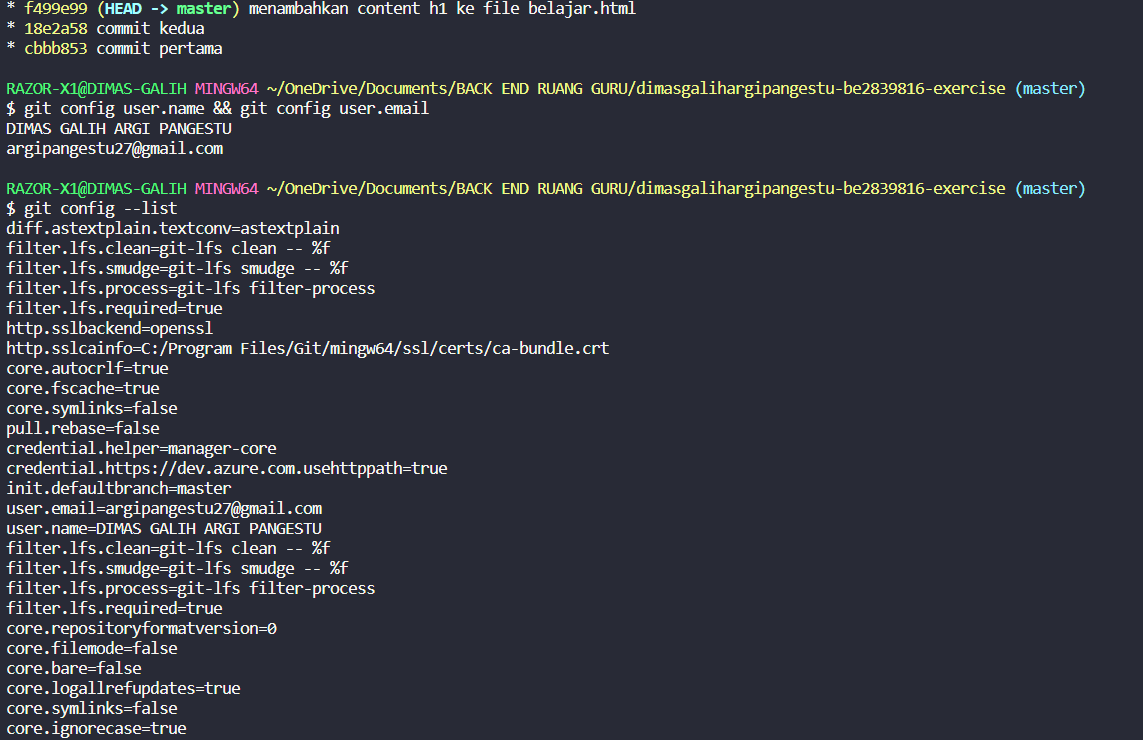 * f499e99 (HEAD -> master) menambahkan content h1 ke file belajar.html
* 18e2a58 commit kedua
* cbbb853 commit pertama
RAZOR-X1@DIMAS-GALIH MINGW64 ~/OneDrive/Documents/BACK END RUANG GURU/dimasgalihargipangestu-be2839816-exercise (master)
$ git config user.name && git config user.email
DIMAS GALIH ARGI PANGESTU
argipangestu27@gmail.com
RAZOR-X1@DIMAS-GALIH MINGW64 ~/OneDrive/Documents/BACK END RUANG GURU/dimasgalihargipangestu-be2839816-exercise (master)
$ git config --list
diff.astextplain.textconv=astextplain
filter.lfs.clean=git-lfs clean -- %f
filter.lfs.smudge=git-lfs smudge -- %f
filter.lfs.process=git-lfs filter-process
filter.lfs.required=true
http.sslbackend=openssl
http.sslcainfo=C:/Program Files/Git/mingw64/ssl/certs/ca-bundle.crt
core.autocrlf=true
core.fscache=true
core.symlinks=false
pull.rebase=false
credential.helper=manager-core
credential.https://dev.azure.com.usehttppath=true
init.defaultbranch=master
user.email=argipangestu27@gmail.com
user.name=DIMAS GALIH ARGI PANGESTU
filter.lfs.clean=git-lfs clean -- %f
filter.lfs.smudge=git-lfs smudge -- %f
filter.lfs.process=git-lfs filter-process
filter.lfs.required=true
core.repositoryformatversion=0
core.filemode=false
core.bare=false
core.logallrefupdates=true
core.symlinks=false
core.ignorecase=true